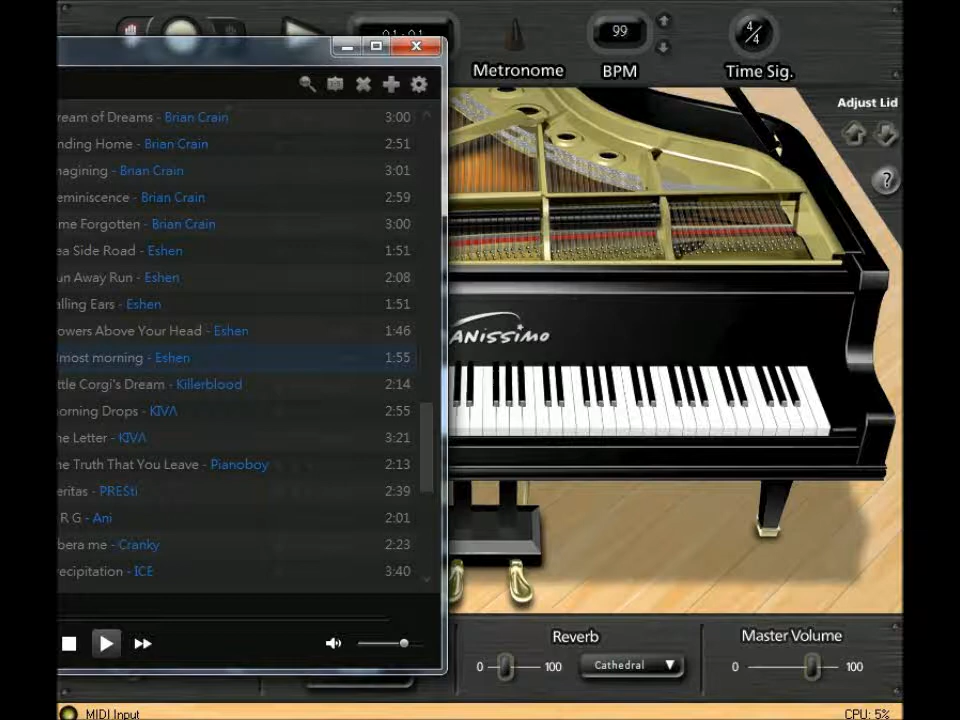 99
4/4
Metronome
BPM
Time Sig.
Adjust Lid
?
ream of Dreams - Brian Crain 3:00
nding Home - Brian Crain 2:51
nagining - Brian Crain 3:01
eminiscence - Brian Crain 2:59
me Forgotten - Brian Crain 3:00
ea Side Road - Eshen 1:51
un Away Run - Eshen 2:08
alling Ears - Eshen 1:51
owers Above Your Head - Eshen 1:46
lmost morning - Eshen 1:55
ttle Corgi's Dream - Killerblood 2:14
orning Drops - KIVΛ 2:55
he Letter - KIVΛ 3:21
he Truth That You Leave - Pianoboy 2:13
eritas - PRESti 2:39
R G - Ani 2:01
bera me - Cranky 2:23
recipitation - ICE 3:40
ANISSIMO
Reverb
0 100
Cathedral
Master Volume
0 100
MIDI Input
CPU: 5%